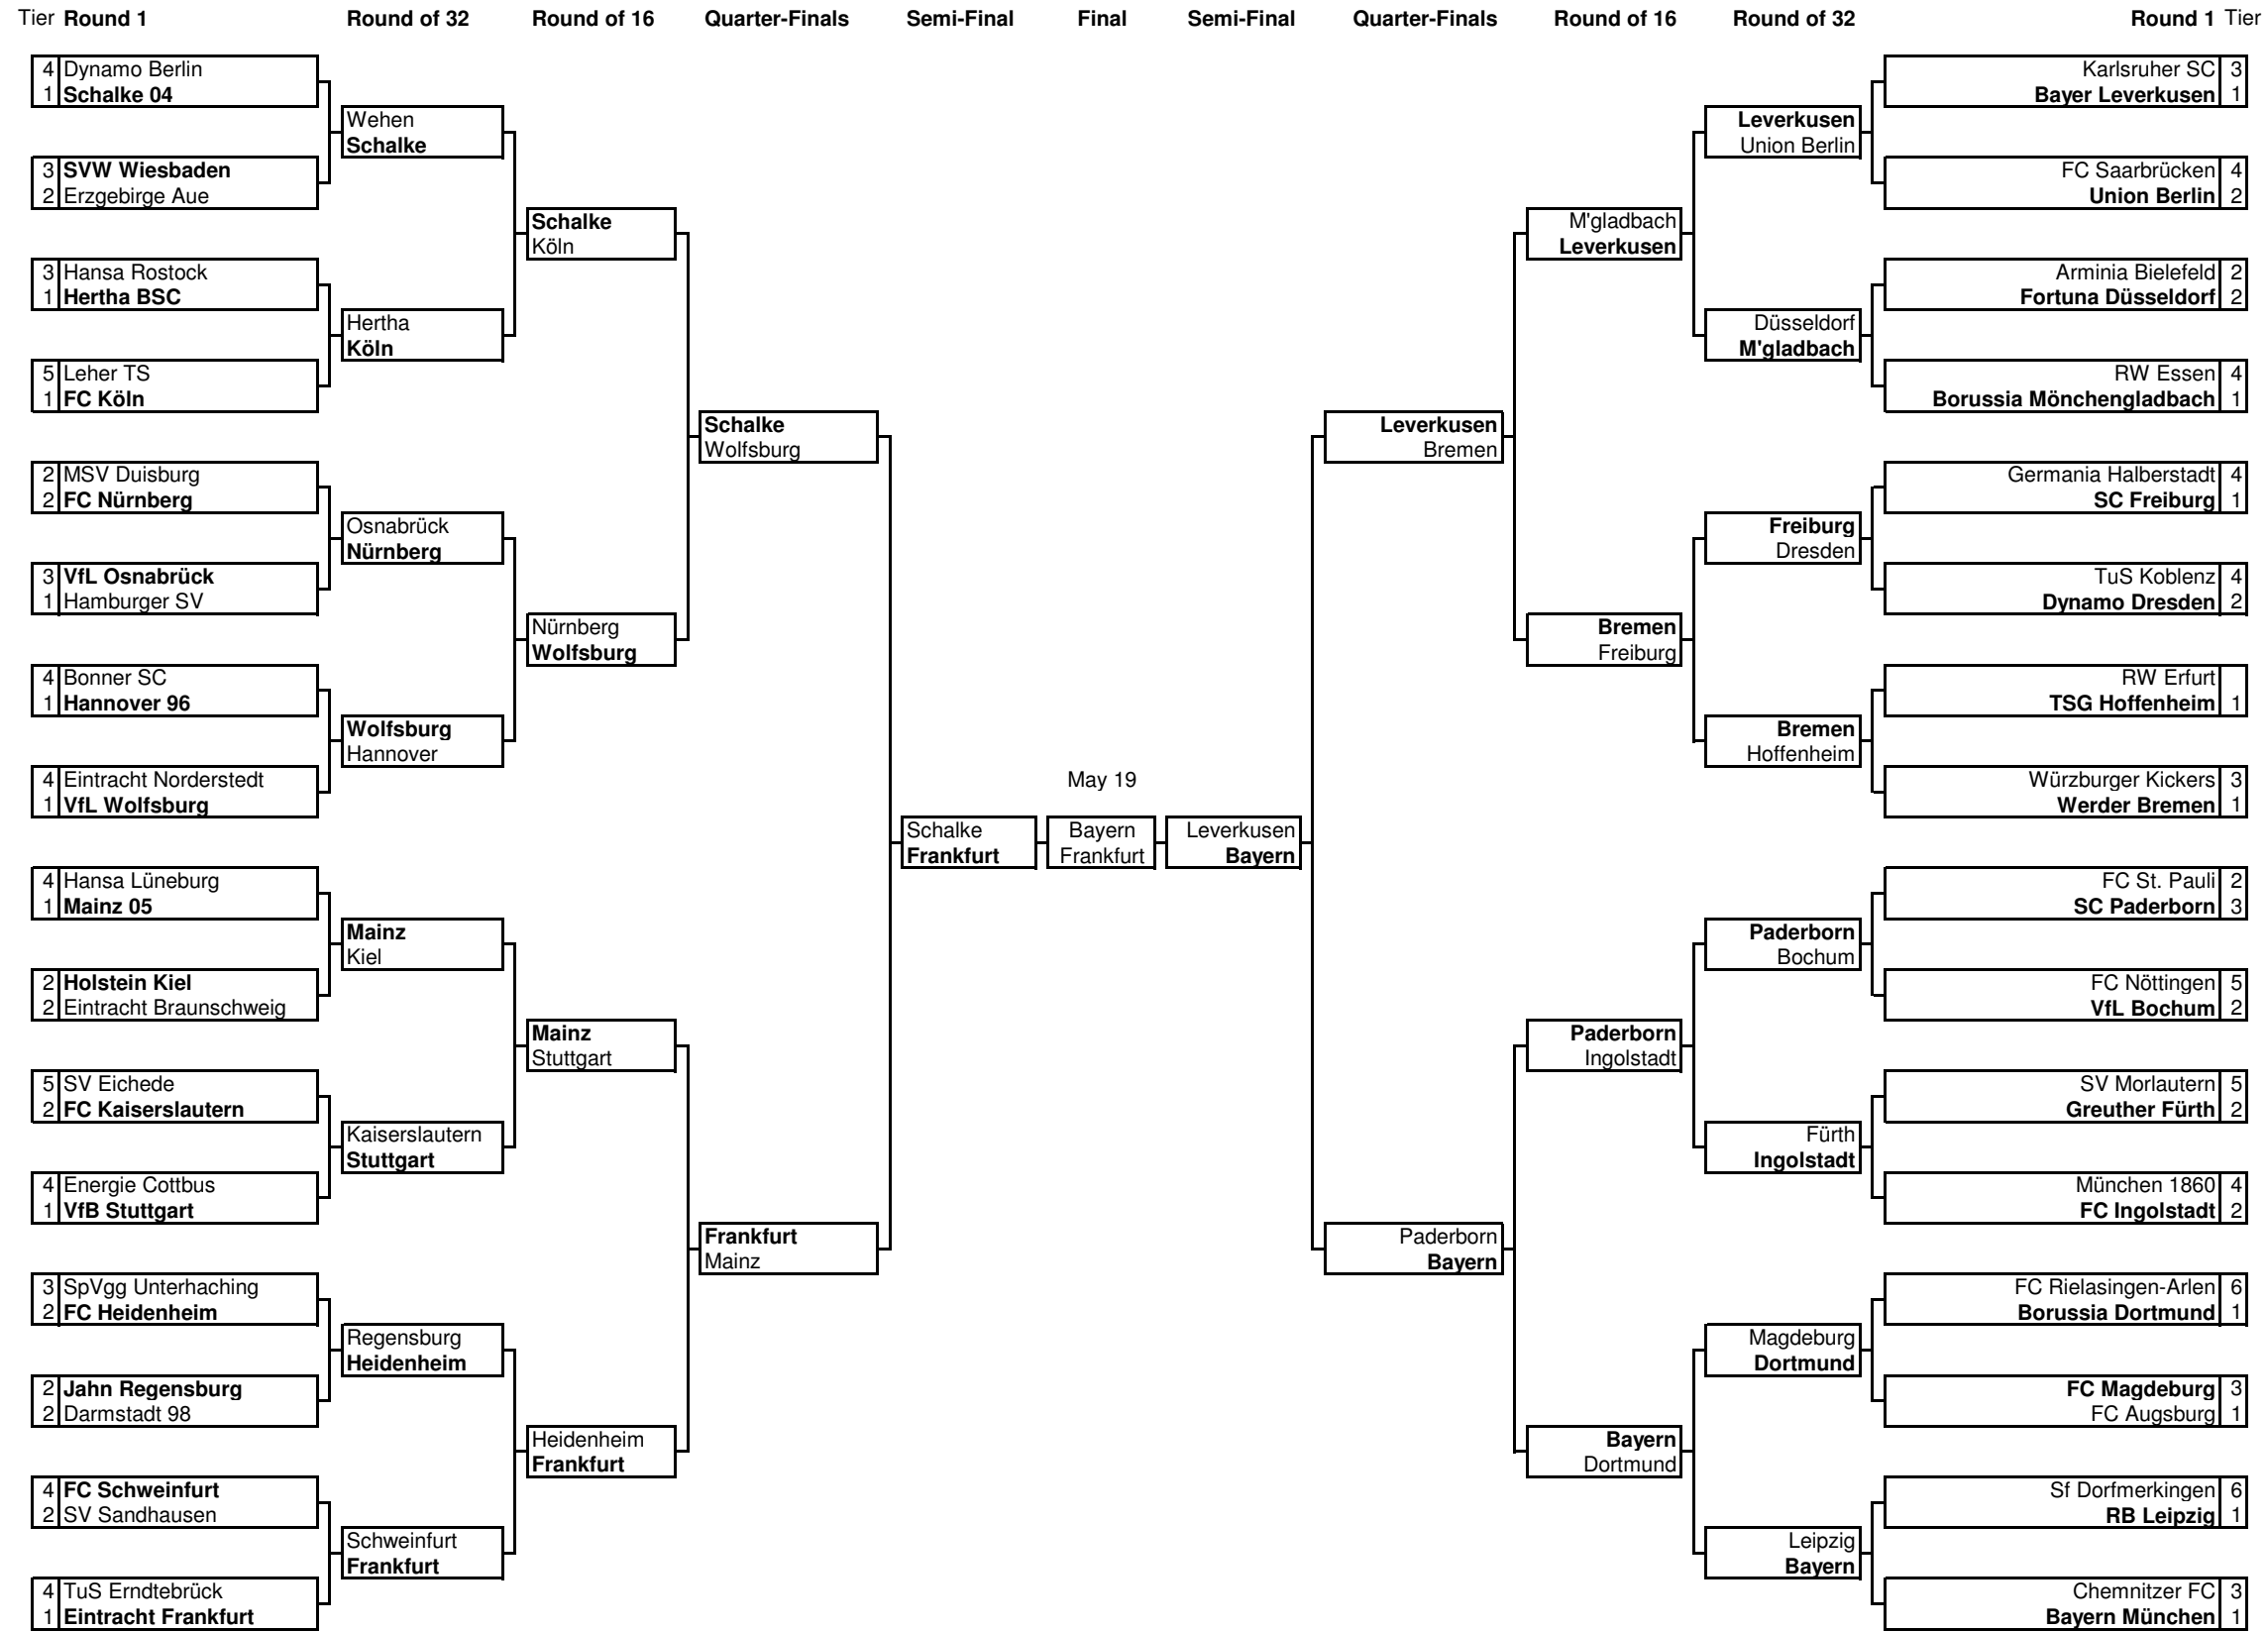 Tier Round 1 Round of 32 Round of 16 Quarter-Finals Semi-Final Final Semi-Final Quarter-Finals Round of 16 Round of 32 Round 1 Tier
4 Dynamo Berlin
1 Schalke 04
3 SVW Wiesbaden
2 Erzgebirge Aue
3 Hansa Rostock
1 Hertha BSC
5 Leher TS
1 FC Köln
2 MSV Duisburg
2 FC Nürnberg
3 VfL Osnabrück
1 Hamburger SV
4 Bonner SC
1 Hannover 96
4 Eintracht Norderstedt
1 VfL Wolfsburg
4 Hansa Lüneburg
1 Mainz 05
2 Holstein Kiel
2 Eintracht Braunschweig
5 SV Eichede
2 FC Kaiserslautern
4 Energie Cottbus
1 VfB Stuttgart
3 SpVgg Unterhaching
2 FC Heidenheim
2 Jahn Regensburg
2 Darmstadt 98
4 FC Schweinfurt
2 SV Sandhausen
4 TuS Erndtebrück
1 Eintracht Frankfurt
Wehen
Schalke
Hertha
Köln
Osnabrück
Nürnberg
Wolfsburg
Hannover
Mainz
Kiel
Kaiserslautern
Stuttgart
Regensburg
Heidenheim
Schweinfurt
Frankfurt
Schalke
Köln
Nürnberg
Wolfsburg
Mainz
Stuttgart
Heidenheim
Frankfurt
Schalke
Wolfsburg
Frankfurt
Mainz
Schalke
Frankfurt
May 19
Bayern
Frankfurt
Leverkusen
Bayern
Leverkusen
Bremen
Paderborn
Bayern
M'gladbach
Leverkusen
Bremen
Freiburg
Paderborn
Ingolstadt
Bayern
Dortmund
Leverkusen
Union Berlin
Düsseldorf
M'gladbach
Freiburg
Dresden
Bremen
Hoffenheim
Paderborn
Bochum
Fürth
Ingolstadt
Magdeburg
Dortmund
Leipzig
Bayern
Karlsruher SC 3
Bayer Leverkusen 1
FC Saarbrücken 4
Union Berlin 2
Arminia Bielefeld 2
Fortuna Düsseldorf 2
RW Essen 4
Borussia Mönchengladbach 1
Germania Halberstadt 4
SC Freiburg 1
TuS Koblenz 4
Dynamo Dresden 2
RW Erfurt
TSG Hoffenheim 1
Würzburger Kickers 3
Werder Bremen 1
FC St. Pauli 2
SC Paderborn 3
FC Nöttingen 5
VfL Bochum 2
SV Morlautern 5
Greuther Fürth 2
München 1860 4
FC Ingolstadt 2
FC Rielasingen-Arlen 6
Borussia Dortmund 1
FC Magdeburg 3
FC Augsburg 1
Sf Dorfmerkingen 6
RB Leipzig 1
Chemnitzer FC 3
Bayern München 1